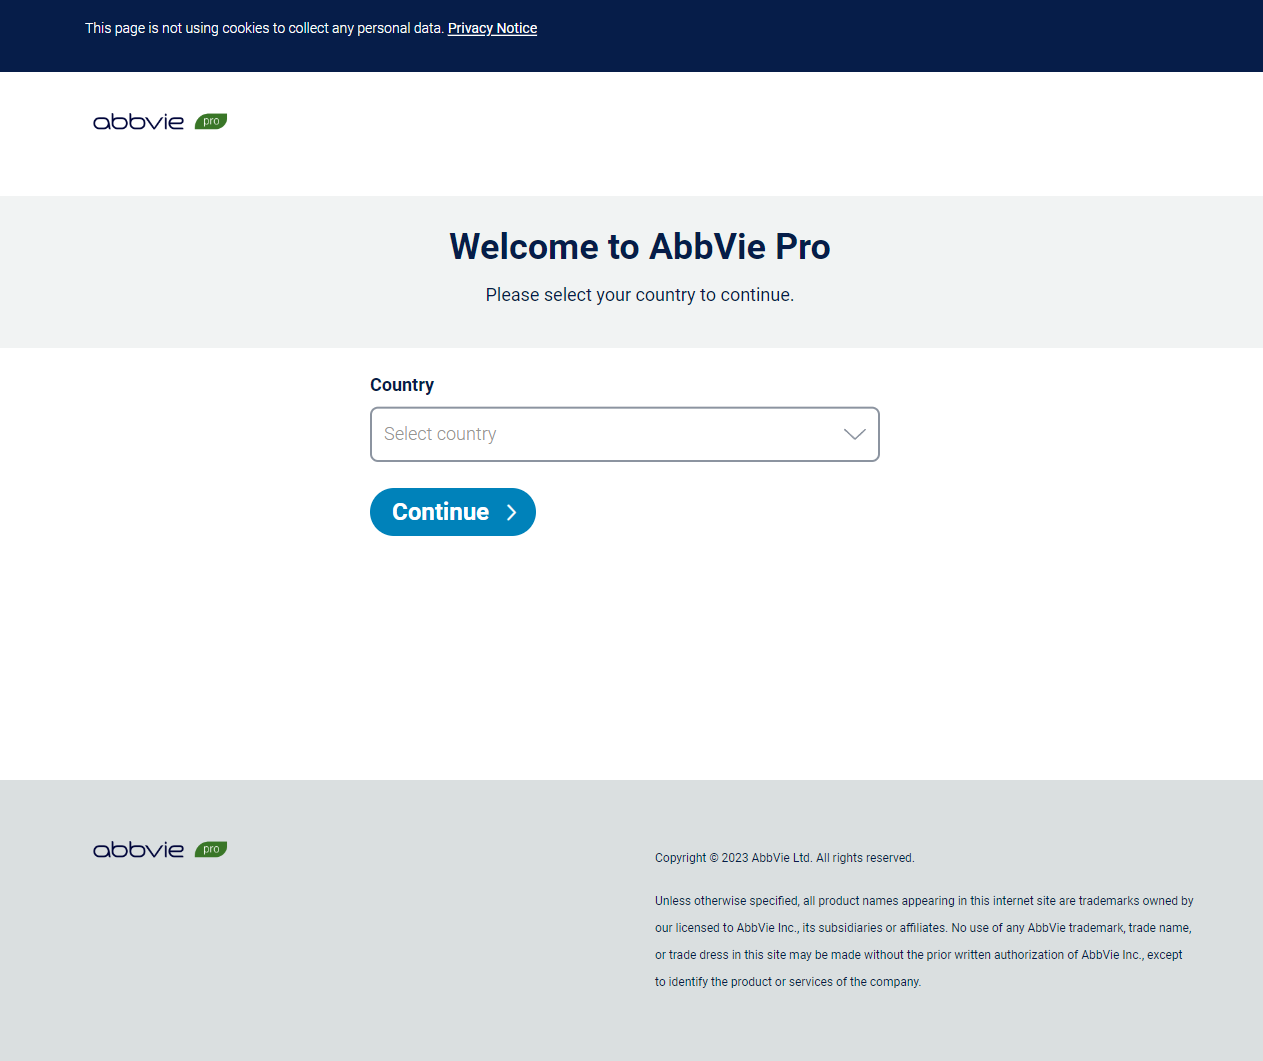 This page is not using cookies to collect any personal data. Privacy Notice
abbvie pro
Welcome to AbbVie Pro
Please select your country to continue.
Country
Select country
Continue
abbvie pro
Copyright © 2023 AbbVie Ltd. All rights reserved.
Unless otherwise specified, all product names appearing in this internet site are trademarks owned by
our licensed to AbbVie Inc., its subsidiaries or affiliates. No use of any AbbVie trademark, trade name,
or trade dress in this site may be made without the prior written authorization of AbbVie Inc., except
to identify the product or services of the company.